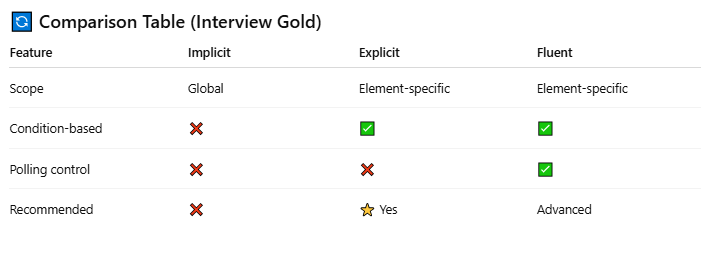 🔄 Comparison Table (Interview Gold)
Feature Implicit Explicit Fluent
Scope Global Element-specific Element-specific
Condition-based ❌ ✅ ✅
Polling control ❌ ❌ ✅
Recommended ❌ ⭐ Yes Advanced